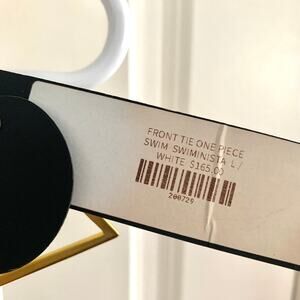 FRONT TIE ONE PIECE
SWIM SWIMINISTA L/
WHITE $165.00
200729